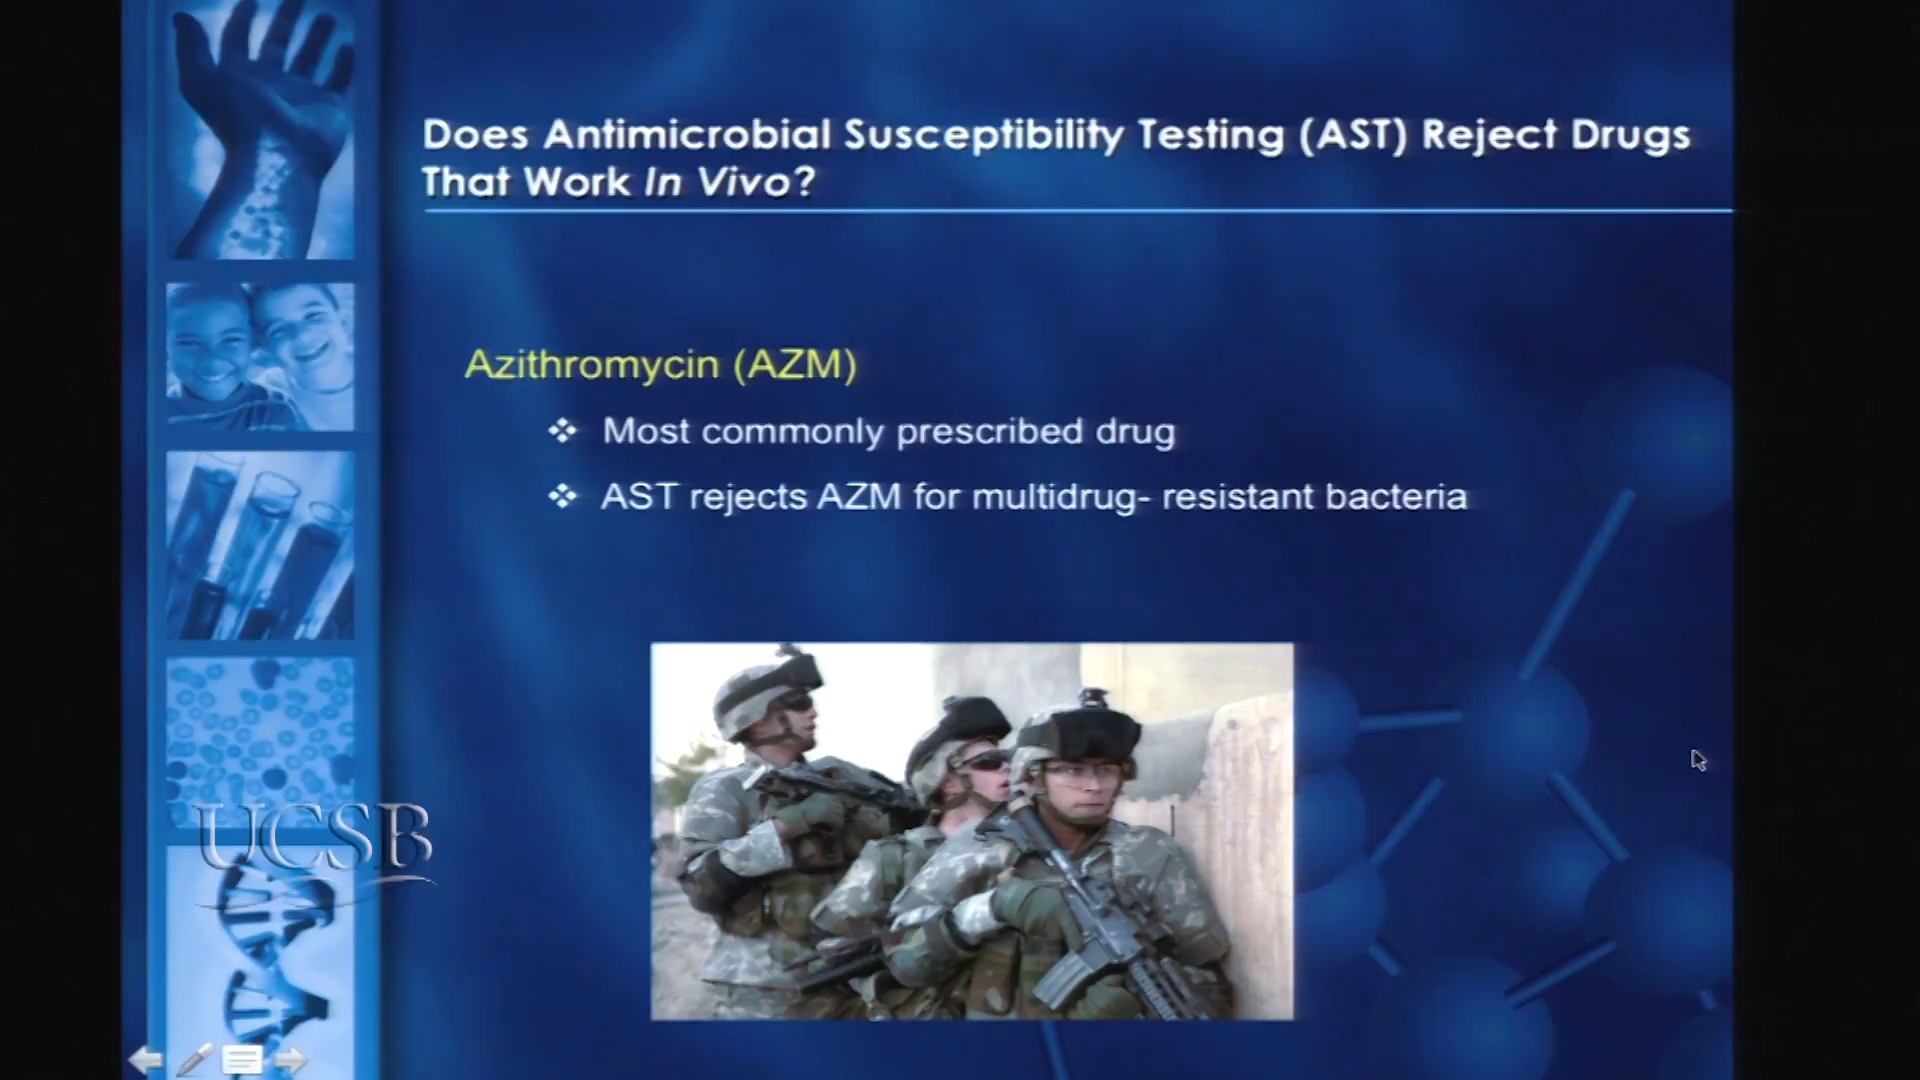 Does Antimicrobial Susceptibility Testing (AST) Reject Drugs
That Work In Vivo?
Azithromycin (AZM)
❖ Most commonly prescribed drug
❖ AST rejects AZM for multidrug- resistant bacteria
UCSB